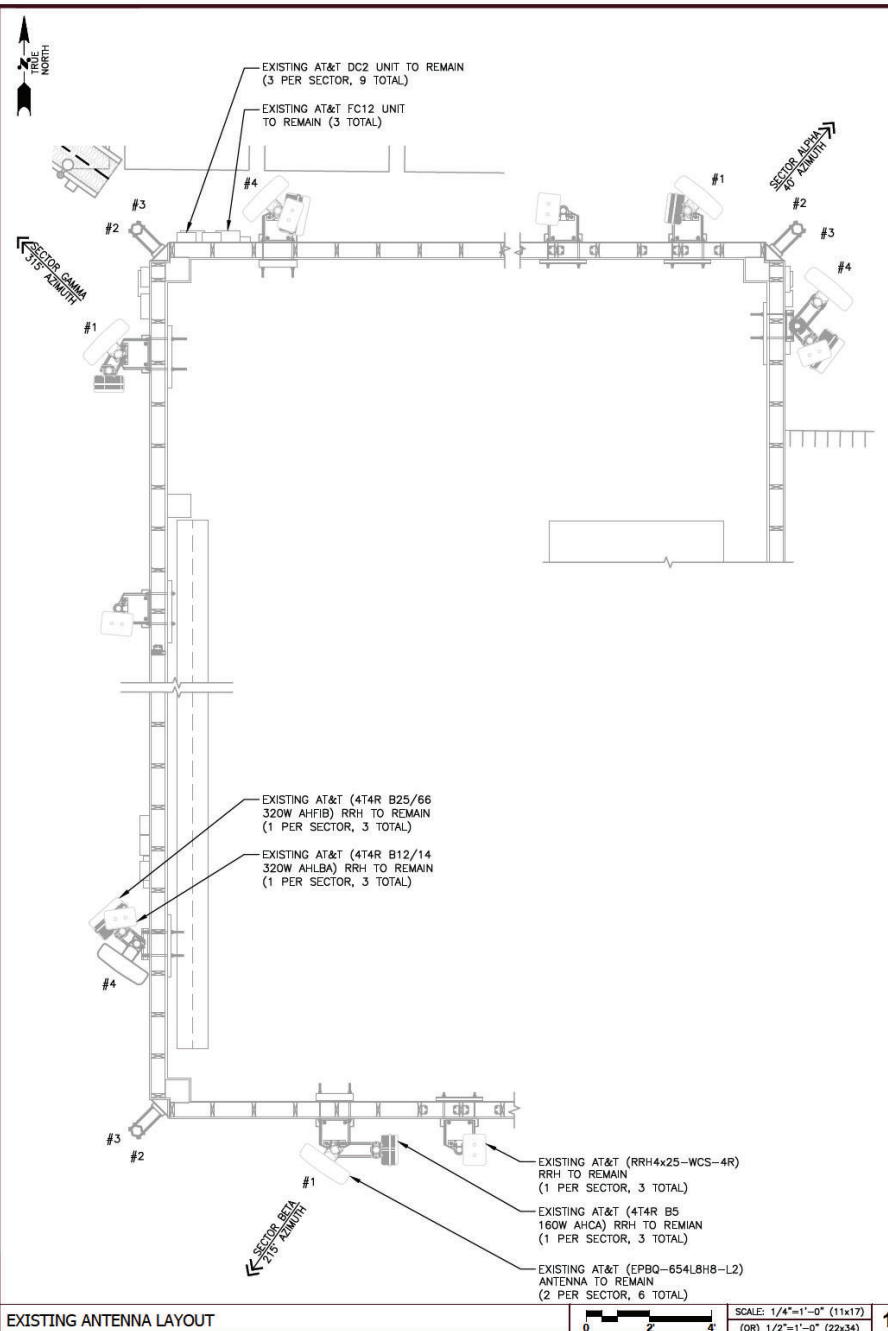 TRUE
NORTH
EXISTING AT&T DC2 UNIT TO REMAIN
(3 PER SECTOR, 9 TOTAL)
EXISTING AT&T FC12 UNIT
TO REMAIN (3 TOTAL)
SECTOR ALPHA
40° AZIMUTH
#4
#1
#3
#2
#2
#3
SECTOR GAMMA
315° AZIMUTH
#4
#1
EXISTING AT&T (4T4R B25/66
320W AHFIB) RRH TO REMAIN
(1 PER SECTOR, 3 TOTAL)
EXISTING AT&T (4T4R B12/14
320W AHLBA) RRH TO REMAIN
(1 PER SECTOR, 3 TOTAL)
#4
#3
#2
#1
SECTOR BETA
215° AZIMUTH
EXISTING AT&T (RRH4x25-WCS-4R)
RRH TO REMAIN
(1 PER SECTOR, 3 TOTAL)
EXISTING AT&T (4T4R B5
160W AHCA) RRH TO REMIAN
(1 PER SECTOR, 3 TOTAL)
EXISTING AT&T (EPBQ-654L8H8-L2)
ANTENNA TO REMAIN
(2 PER SECTOR, 6 TOTAL)
EXISTING ANTENNA LAYOUT
0 2' 4'
SCALE: 1/4"=1'-0" (11x17)
(OR) 1/2"=1'-0" (22x34)
1